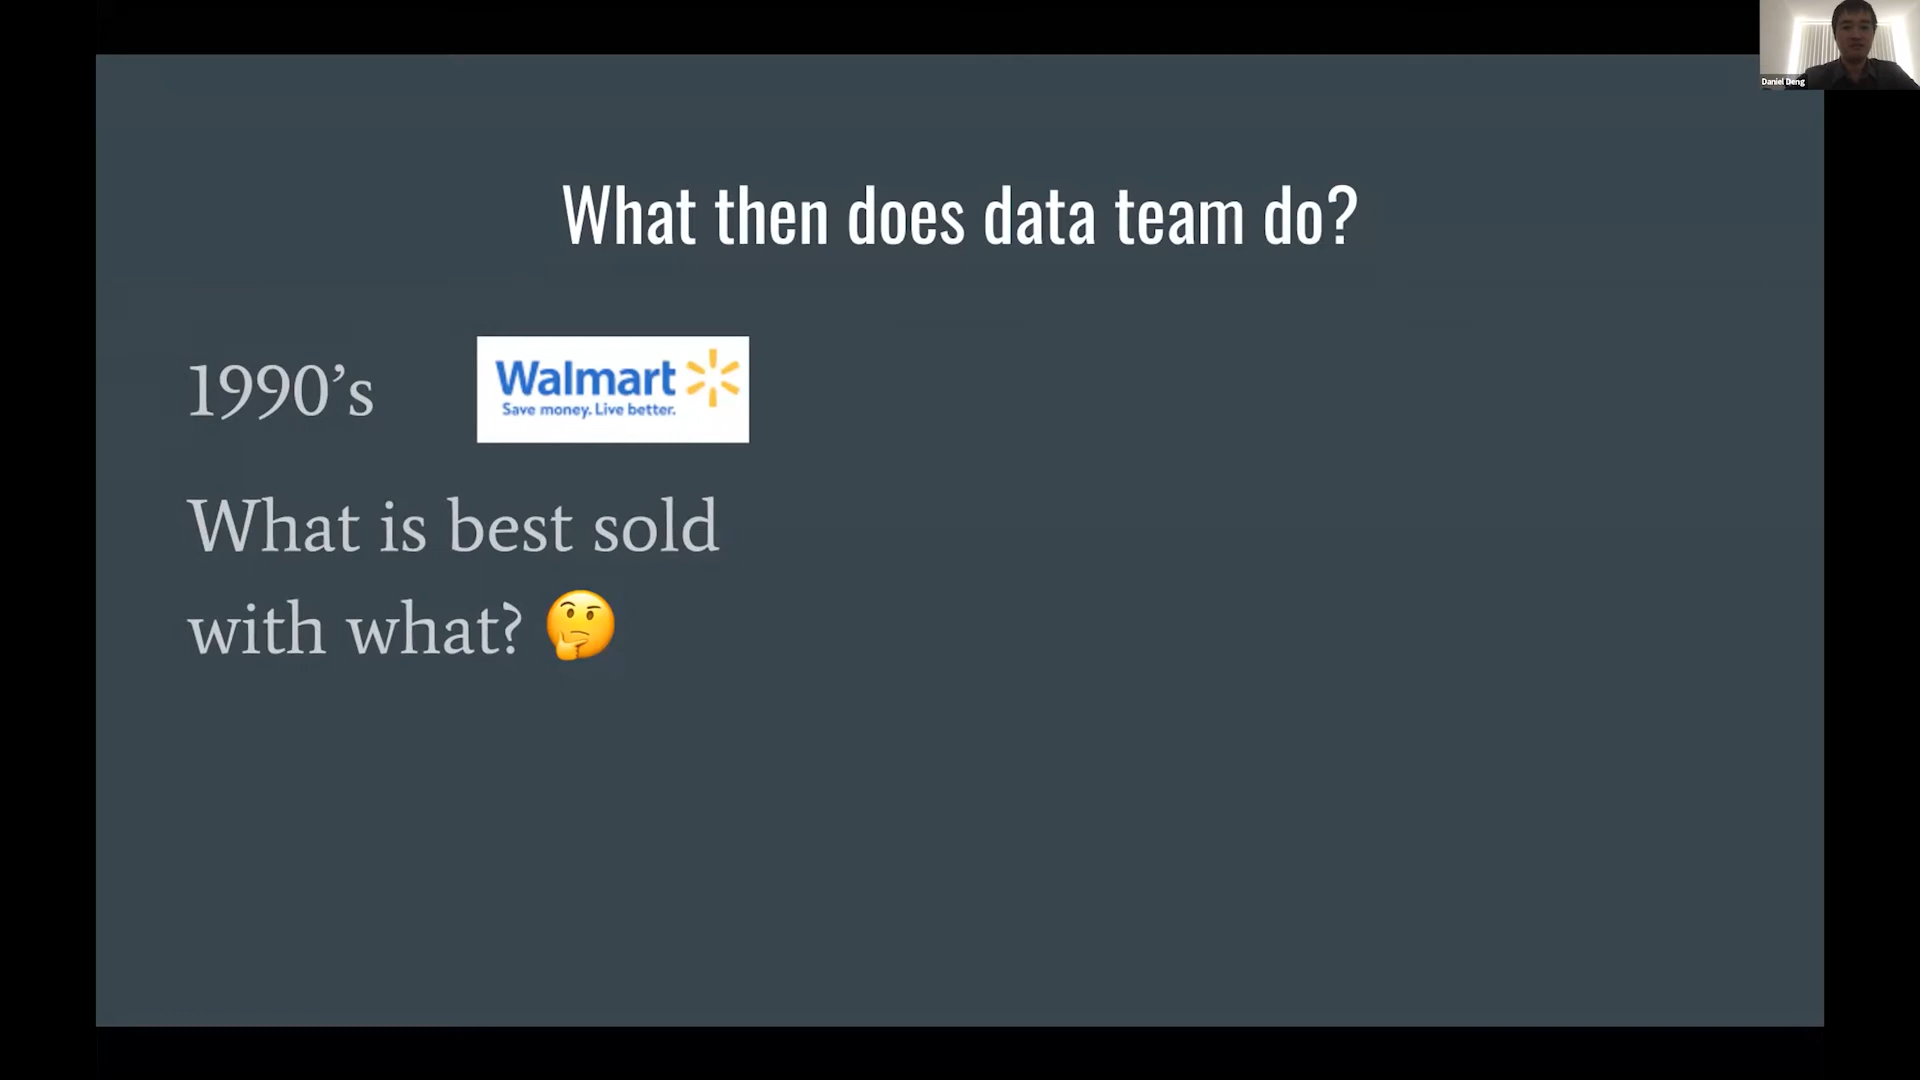 Daniel Deng
What then does data team do?
1990’s
Walmart
Save money. Live better.
What is best sold
with what? 🤔